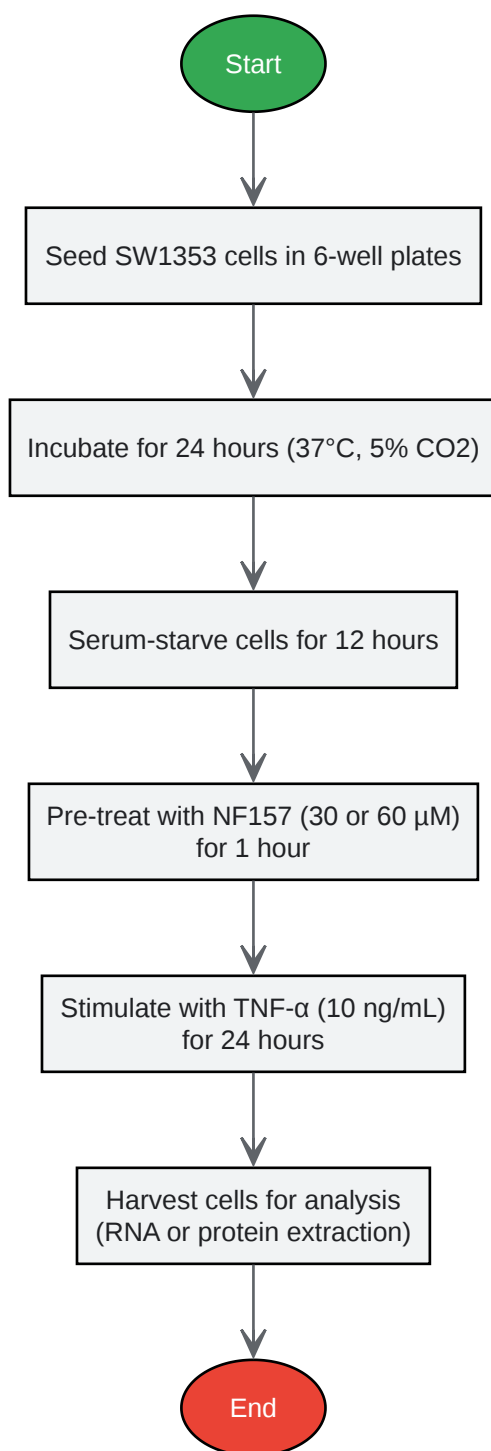 Start
Seed SW1353 cells in 6-well plates
Incubate for 24 hours (37°C, 5% CO2)
Serum-starve cells for 12 hours
Pre-treat with NF157 (30 or 60 µM)
for 1 hour
Stimulate with TNF-α (10 ng/mL)
for 24 hours
Harvest cells for analysis
(RNA or protein extraction)
End